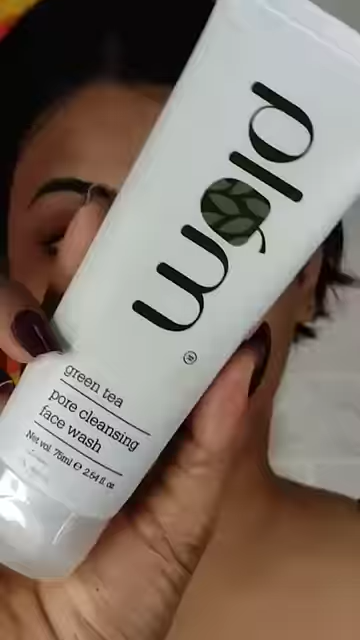 plum
®
green tea
pore cleansing
face wash
Net vol. 75ml e 2.54 fl. oz